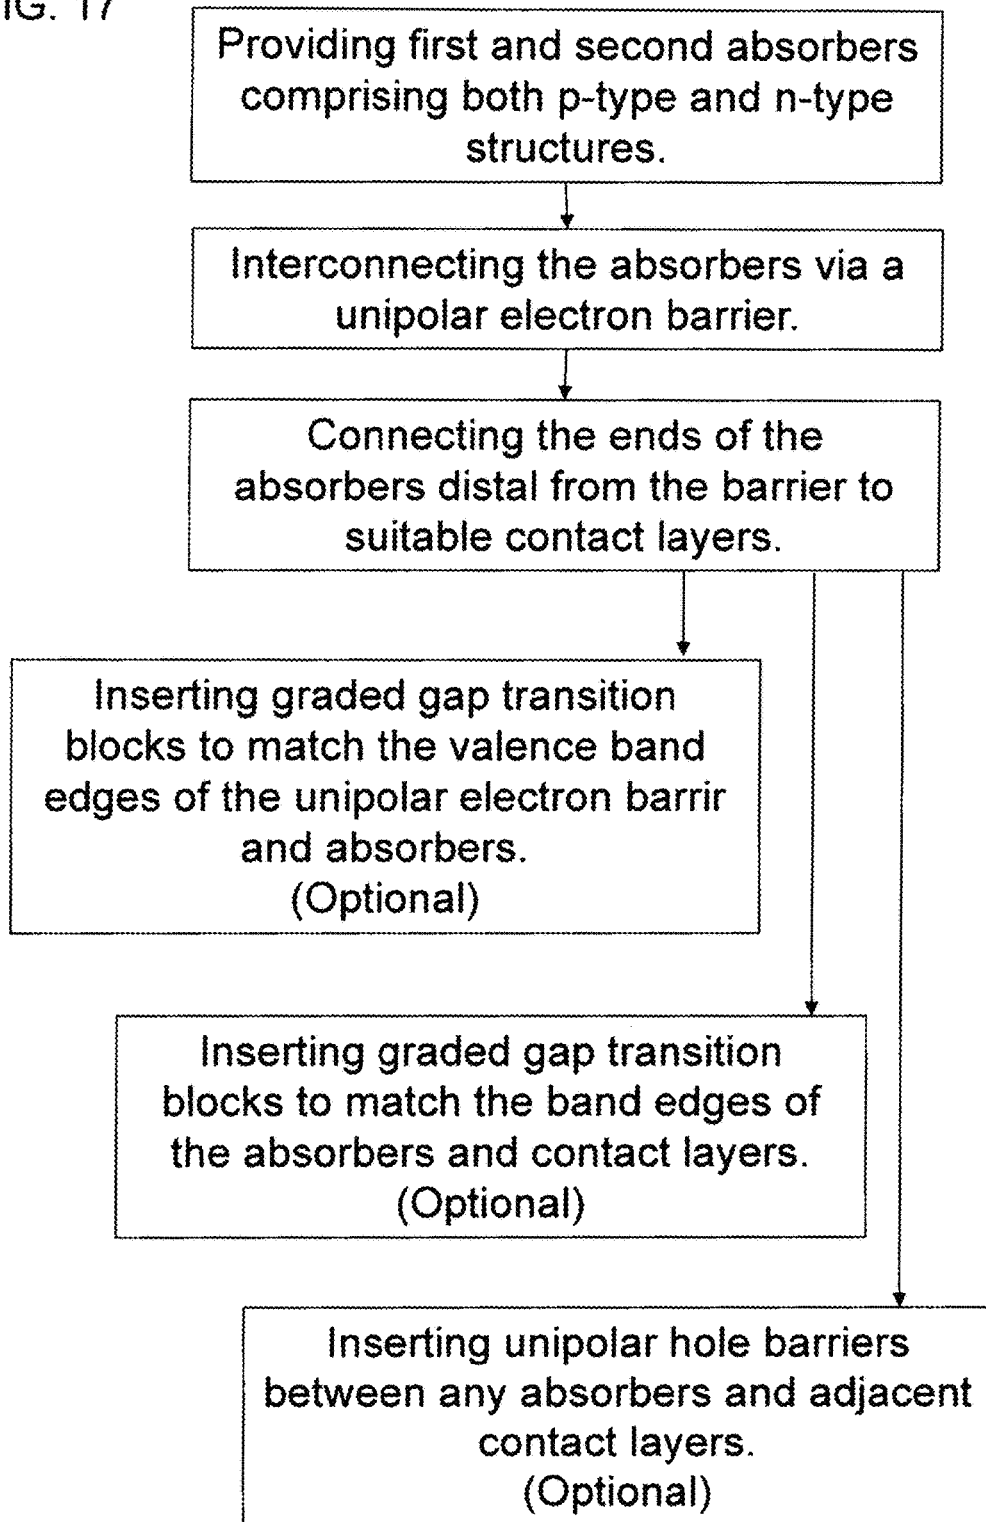 IG. 17
Providing first and second absorbers
comprising both p-type and n-type
structures.
Interconnecting the absorbers via a
unipolar electron barrier.
Connecting the ends of the
absorbers distal from the barrier to
suitable contact layers.
Inserting graded gap transition
blocks to match the valence band
edges of the unipolar electron barrir
and absorbers.
(Optional)
Inserting graded gap transition
blocks to match the band edges of
the absorbers and contact layers.
(Optional)
Inserting unipolar hole barriers
between any absorbers and adjacent
contact layers.
(Optional)